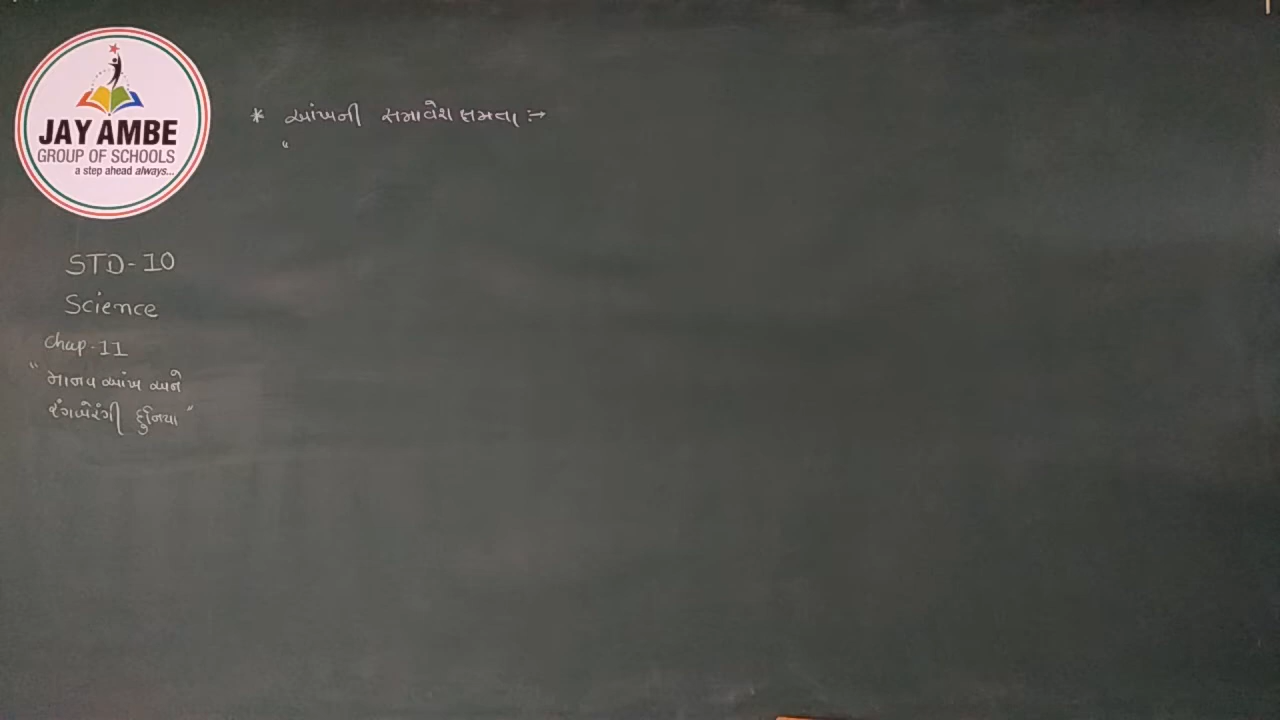 JAY AMBE
GROUP OF SCHOOLS
a step ahead always...
* આંખની સમાવેશ ક્ષમતા :→
"
STD-10
Science
Chap-11
" માનવ આંખ અને
રંગબેરંગી દુનિયા "